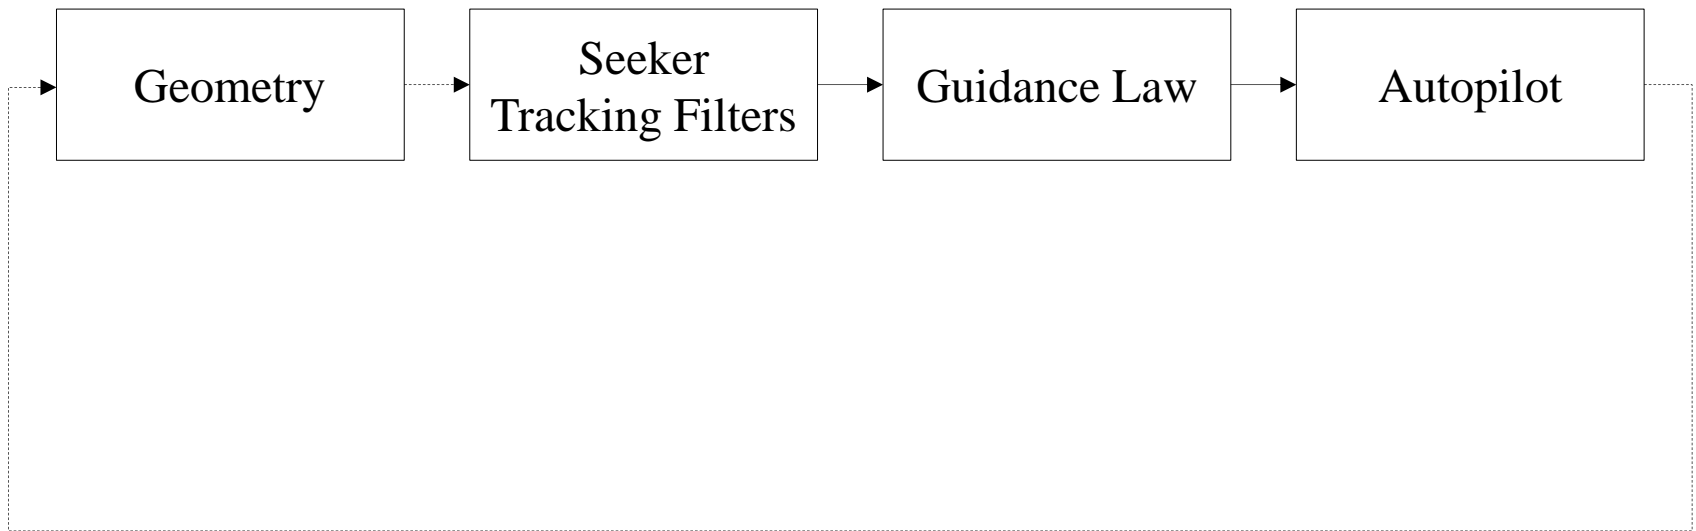 Geometry
Seeker
Tracking Filters
Guidance Law
Autopilot